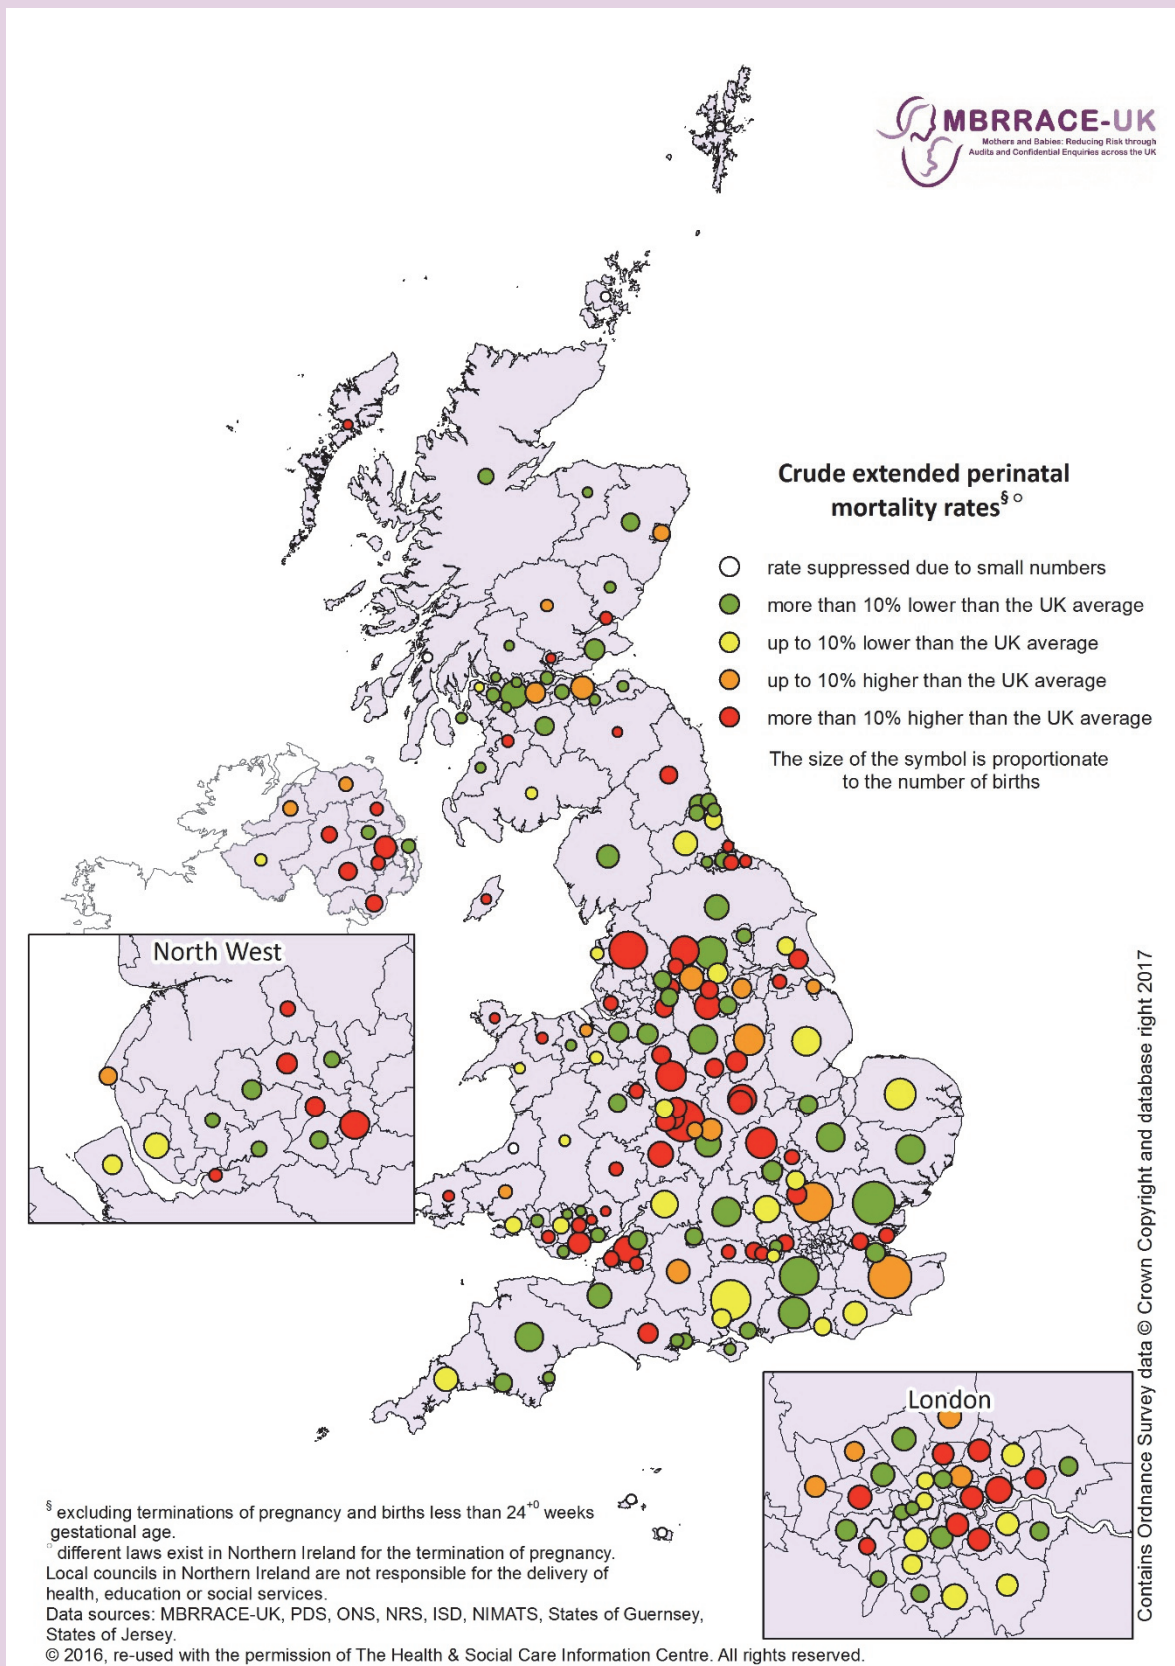 MBRRACE-UK
Mothers and Babies: Reducing Risk through
Audits and Confidential Enquiries across the UK
Crude extended perinatal
mortality rates§ °
rate suppressed due to small numbers
more than 10% lower than the UK average
up to 10% lower than the UK average
up to 10% higher than the UK average
more than 10% higher than the UK average
The size of the symbol is proportionate
to the number of births
North West
London
Contains Ordnance Survey data © Crown Copyright and database right 2017
§ excluding terminations of pregnancy and births less than 24+0 weeks
gestational age.
° different laws exist in Northern Ireland for the termination of pregnancy.
Local councils in Northern Ireland are not responsible for the delivery of
health, education or social services.
Data sources: MBRRACE-UK, PDS, ONS, NRS, ISD, NIMATS, States of Guernsey,
States of Jersey.
© 2016, re-used with the permission of The Health & Social Care Information Centre. All rights reserved.